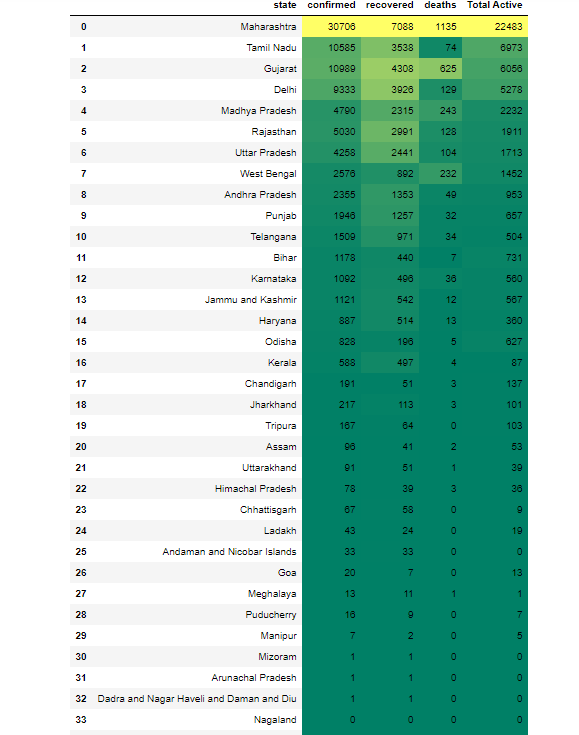 state confirmed recovered deaths Total Active
0 Maharashtra 30706 7088 1135 22483
1 Tamil Nadu 10585 3538 74 6973
2 Gujarat 10989 4308 625 6056
3 Delhi 9333 3926 129 5278
4 Madhya Pradesh 4790 2315 243 2232
5 Rajasthan 5030 2991 128 1911
6 Uttar Pradesh 4258 2441 104 1713
7 West Bengal 2576 892 232 1452
8 Andhra Pradesh 2355 1353 49 953
9 Punjab 1946 1257 32 657
10 Telangana 1509 971 34 504
11 Bihar 1178 440 7 731
12 Karnataka 1092 496 36 560
13 Jammu and Kashmir 1121 542 12 567
14 Haryana 887 514 13 360
15 Odisha 828 196 5 627
16 Kerala 588 497 4 87
17 Chandigarh 191 51 3 137
18 Jharkhand 217 113 3 101
19 Tripura 167 64 0 103
20 Assam 96 41 2 53
21 Uttarakhand 91 51 1 39
22 Himachal Pradesh 78 39 3 36
23 Chhattisgarh 67 58 0 9
24 Ladakh 43 24 0 19
25 Andaman and Nicobar Islands 33 33 0 0
26 Goa 20 7 0 13
27 Meghalaya 13 11 1 1
28 Puducherry 16 9 0 7
29 Manipur 7 2 0 5
30 Mizoram 1 1 0 0
31 Arunachal Pradesh 1 1 0 0
32 Dadra and Nagar Haveli and Daman and Diu 1 1 0 0
33 Nagaland 0 0 0 0